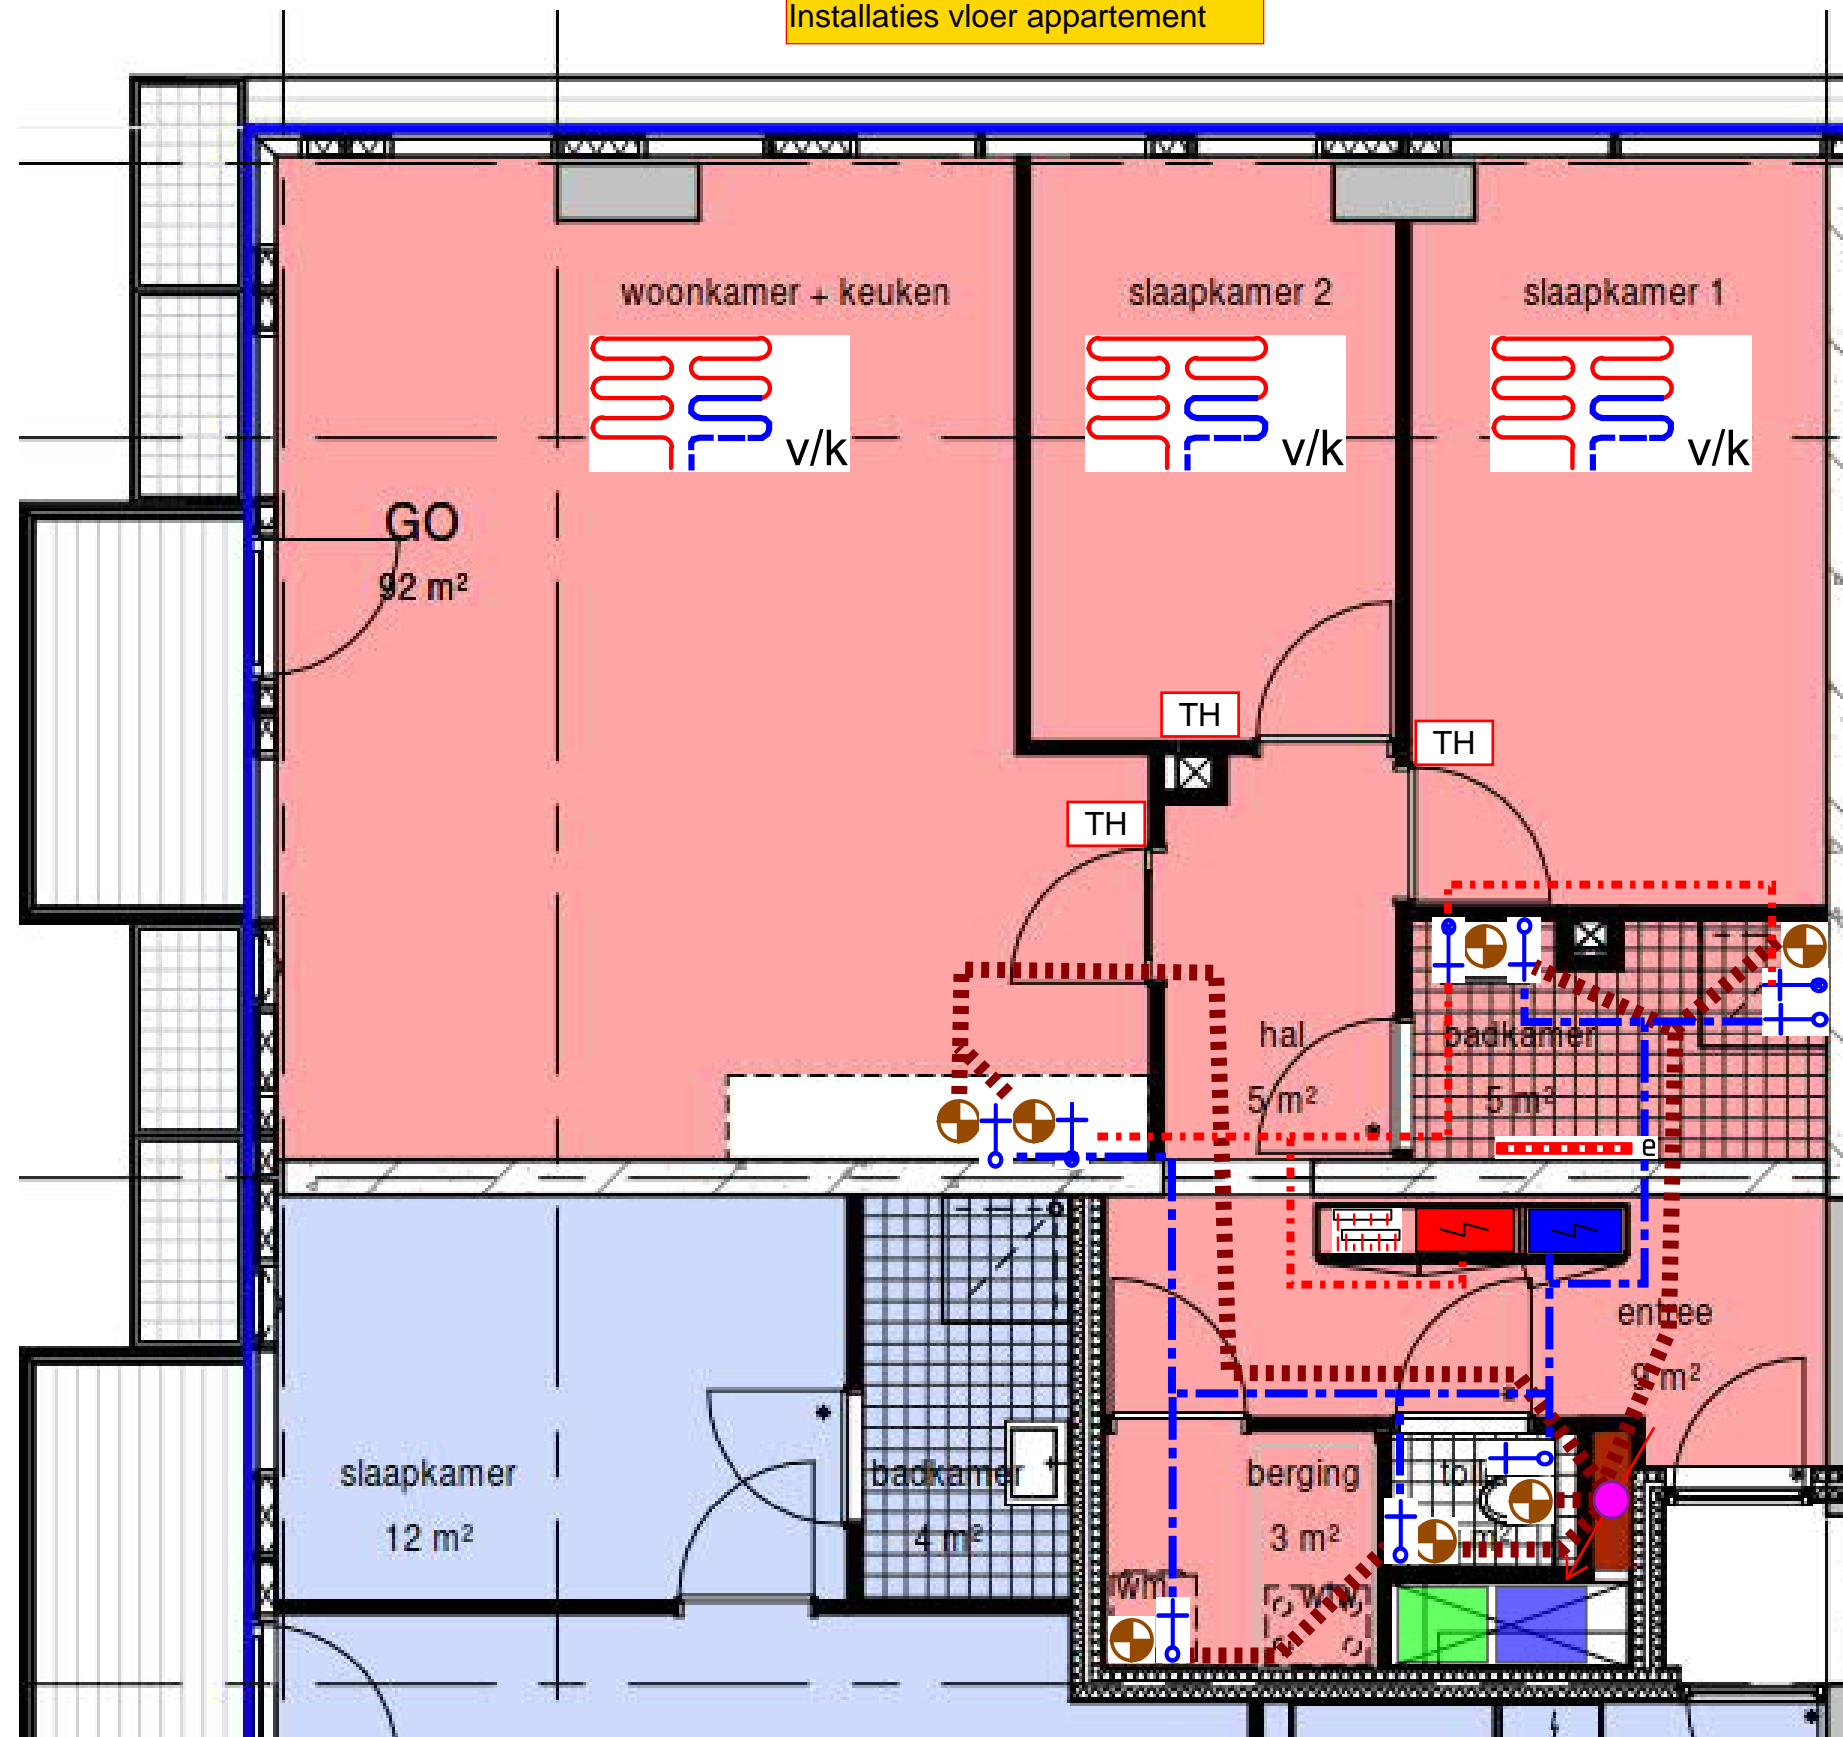 Installaties vloer appartement
woonkamer + keuken
slaapkamer 2
slaapkamer 1
v/k
v/k
v/k
GO
92 m²
TH
TH
TH
hal
badkamer
5 m²
5 m²
e
entree
9 m²
slaapkamer
badkamer
berging
12 m²
4 m²
3 m²
m²
wm